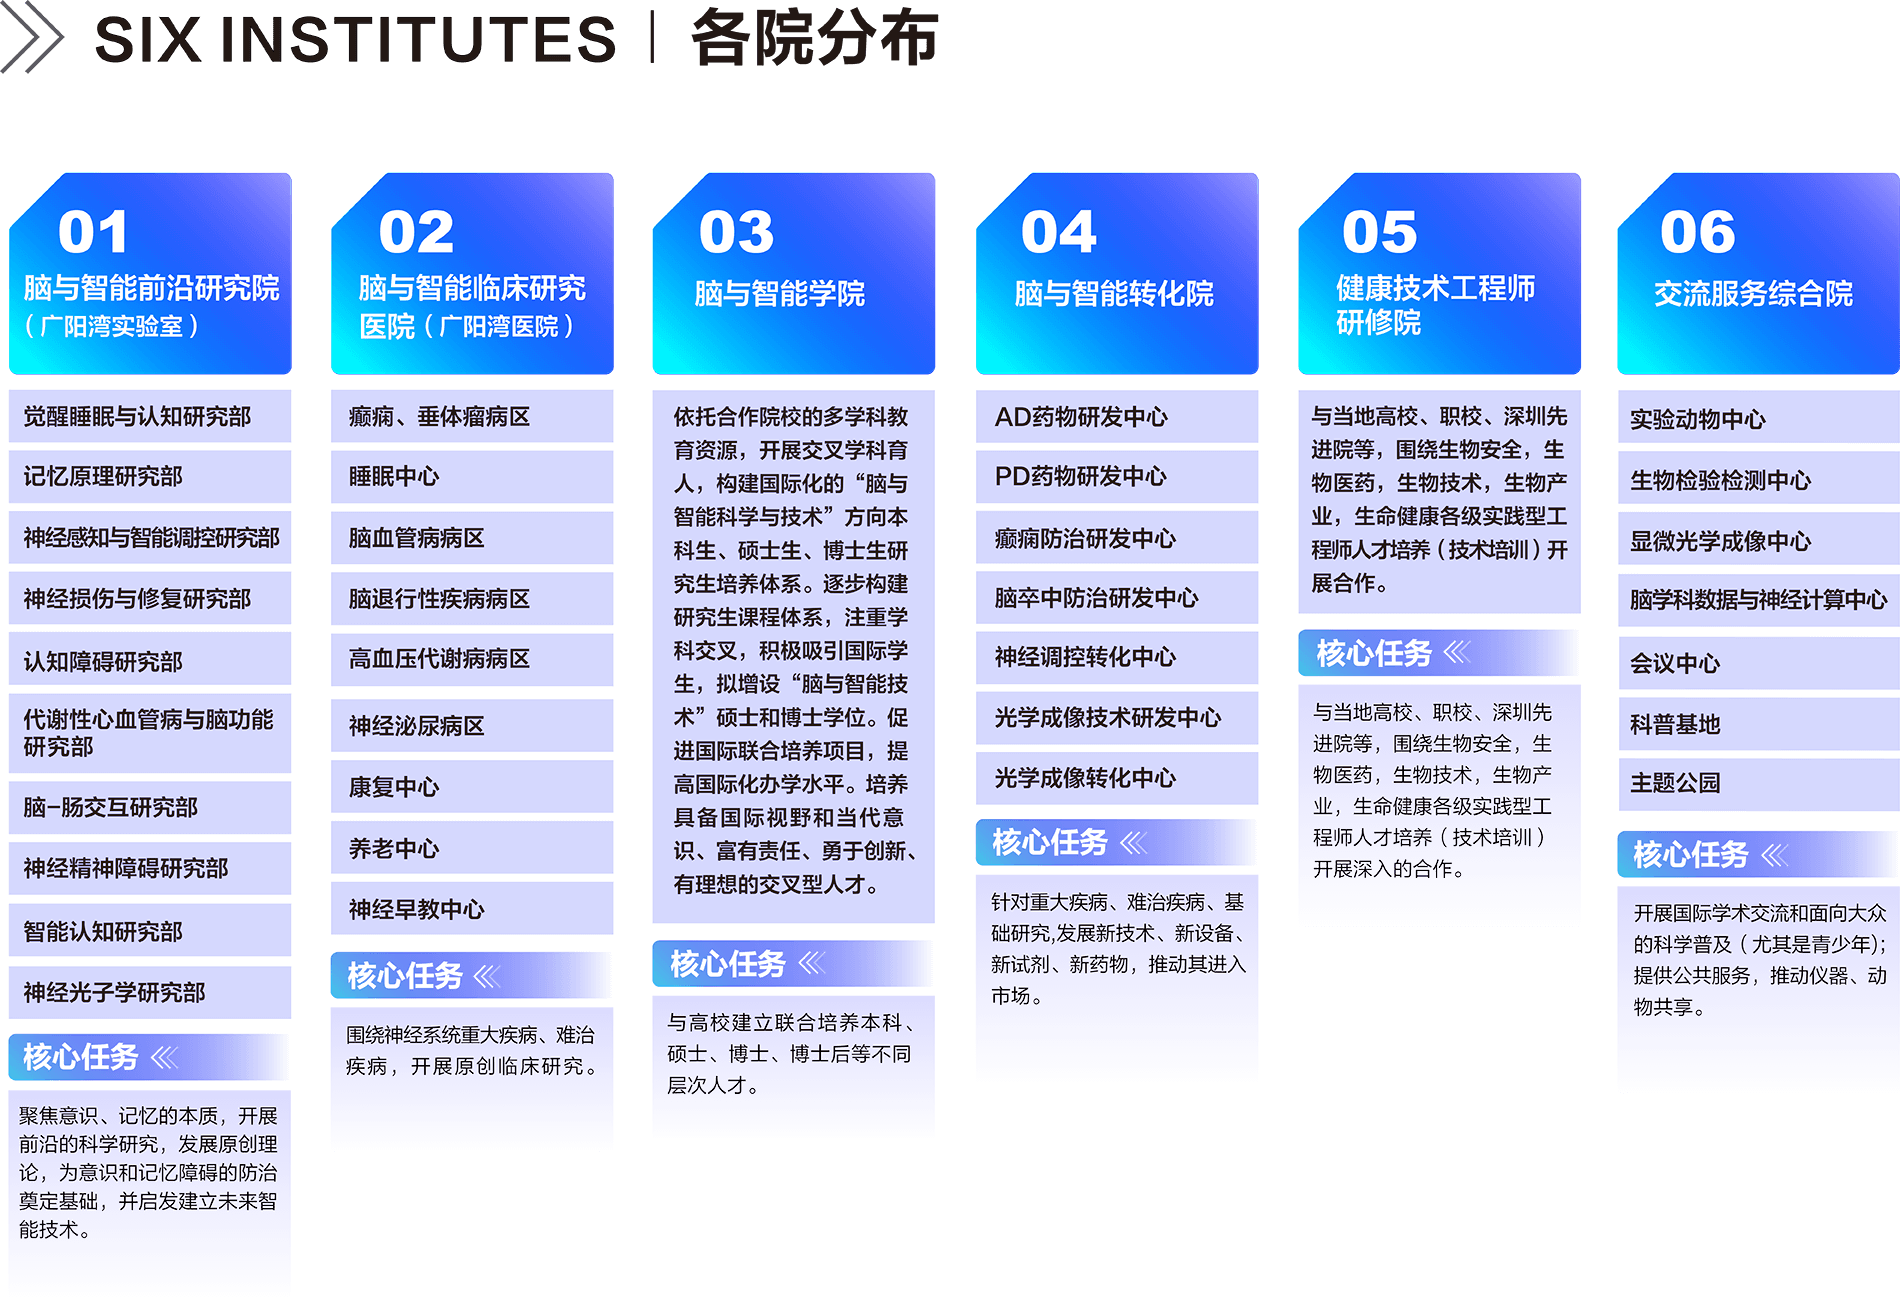 SIX INSTITUTES | 各院分布
01
脑与智能前沿研究院
（广阳湾实验室）
觉醒睡眠与认知研究部
记忆原理研究部
神经感知与智能调控研究部
神经损伤与修复研究部
认知障碍研究部
代谢性心血管病与脑功能
研究部
脑-肠交互研究部
神经精神障碍研究部
智能认知研究部
神经光子学研究部
核心任务
聚焦意识、记忆的本质，开展
前沿的科学研究，发展原创理
论，为意识和记忆障碍的防治
奠定基础，并启发建立未来智
能技术。
02
脑与智能临床研究
医院（广阳湾医院）
癫痫、垂体瘤病区
睡眠中心
脑血管病病区
脑退行性疾病病区
高血压代谢病病区
神经泌尿病区
康复中心
养老中心
神经早教中心
核心任务
围绕神经系统重大疾病、难治
疾病，开展原创临床研究。
03
脑与智能学院
依托合作院校的多学科教
育资源，开展交叉学科育
人，构建国际化的“脑与
智能科学与技术”方向本
科生、硕士生、博士生研
究生培养体系。逐步构建
研究生课程体系，注重学
科交叉，积极吸引国际学
生，拟增设“脑与智能技
术”硕士和博士学位。促
进国际联合培养项目，提
高国际化办学水平。培养
具备国际视野和当代意
识、富有责任、勇于创新、
有理想的交叉型人才。
核心任务
与高校建立联合培养本科、
硕士、博士、博士后等不同
层次人才。
04
脑与智能转化院
AD药物研发中心
PD药物研发中心
癫痫防治研发中心
脑卒中防治研发中心
神经调控转化中心
光学成像技术研发中心
光学成像转化中心
核心任务
针对重大疾病、难治疾病、基
础研究,发展新技术、新设备、
新试剂、新药物，推动其进入
市场。
05
健康技术工程师
研修院
与当地高校、职校、深圳先
进院等，围绕生物安全，生
物医药，生物技术，生物产
业，生命健康各级实践型工
程师人才培养（技术培训）开
展合作。
核心任务
与当地高校、职校、深圳先
进院等，围绕生物安全，生
物医药，生物技术，生物产
业，生命健康各级实践型工
程师人才培养（技术培训）
开展深入的合作。
06
交流服务综合院
实验动物中心
生物检验检测中心
显微光学成像中心
脑学科数据与神经计算中心
会议中心
科普基地
主题公园
核心任务
开展国际学术交流和面向大众
的科学普及（尤其是青少年)；
提供公共服务，推动仪器、动
物共享。